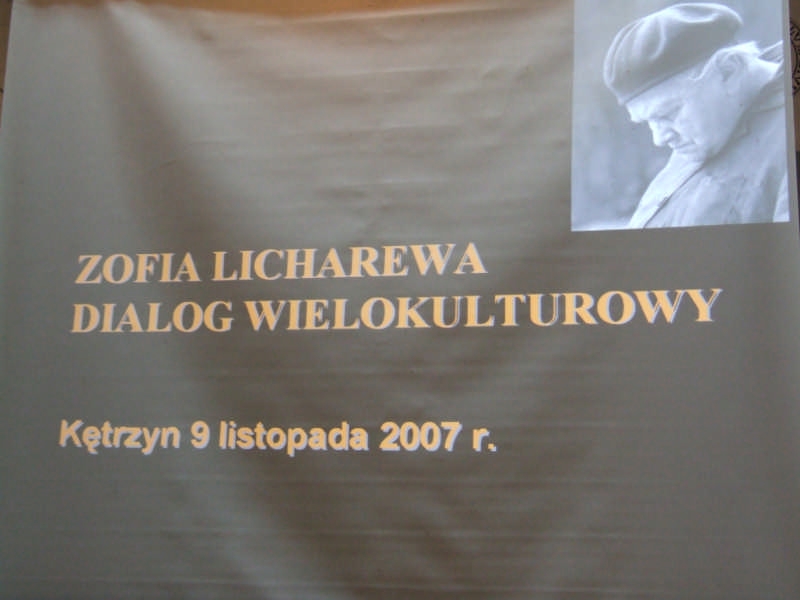 ZOFIA LICHAREWA
DIALOG WIELOKULTUROWY
Kętrzyn 9 listopada 2007 r.